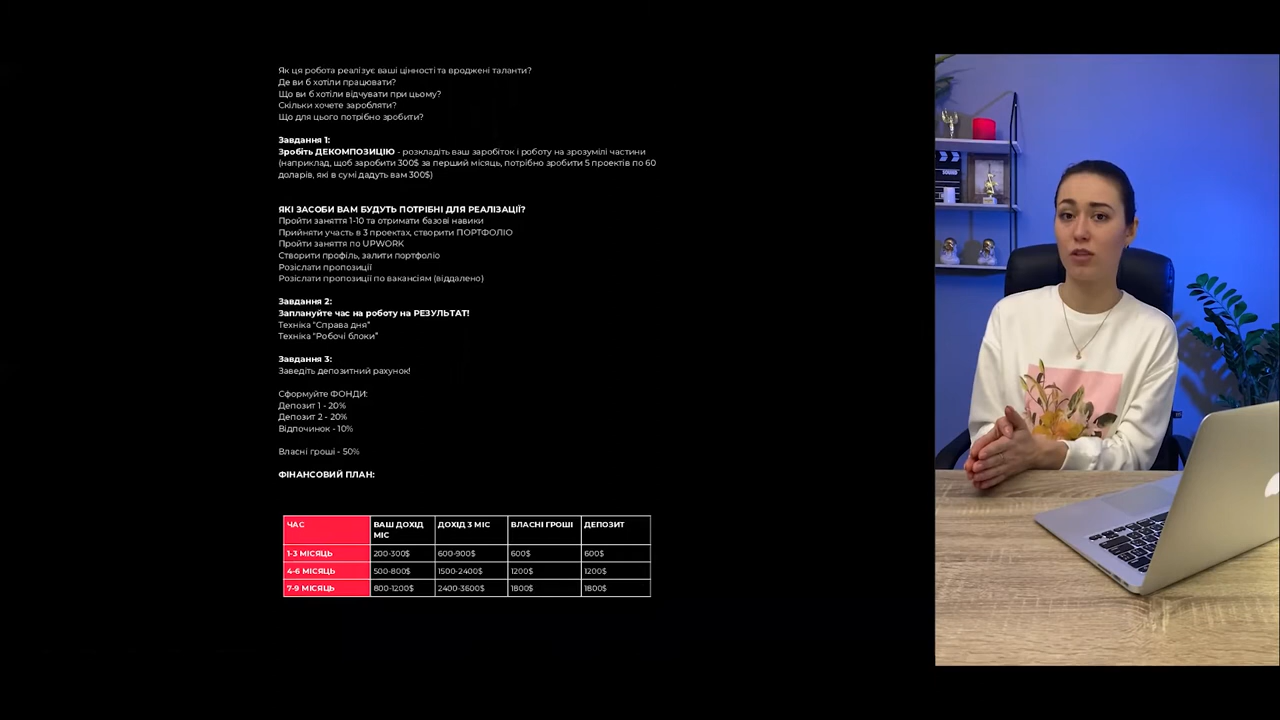 Як ця робота реалізує ваші цінності та вроджені таланти?
Де ви б хотіли працювати?
Що ви б хотіли відчувати при цьому?
Скільки хочете заробляти?
Що для цього потрібно зробити?
Завдання 1:
Зробіть ДЕКОМПОЗИЦІЮ - розкладіть ваш заробіток і роботу на зрозумілі частини
(наприклад, щоб заробити 300$ за перший місяць, потрібно зробити 5 проектів по 60
доларів, які в сумі дадуть вам 300$)
ЯКІ ЗАСОБИ ВАМ БУДУТЬ ПОТРІБНІ ДЛЯ РЕАЛІЗАЦІЇ?
Пройти заняття 1-10 та отримати базові навики
Прийняти участь в 3 проектах, створити ПОРТФОЛІО
Пройти заняття по UPWORK
Створити профіль, залити портфоліо
Розіслати пропозиції
Розіслати пропозиції по вакансіям (віддалено)
Завдання 2:
Заплануйте час на роботу на РЕЗУЛЬТАТ!
Техніка "Справа дня"
Техніка "Робочі блоки"
Завдання 3:
Заведіть депозитний рахунок!
Сформуйте ФОНДИ:
Депозит 1 - 20%
Депозит 2 - 20%
Відпочинок - 10%
Власні гроші - 50%
ФІНАНСОВИЙ ПЛАН:
ЧАС ВАШ ДОХІД МІС ДОХІД 3 МІС ВЛАСНІ ГРОШІ ДЕПОЗИТ
1-3 МІСЯЦЬ 200-300$ 600-900$ 600$ 600$
4-6 МІСЯЦЬ 500-800$ 1500-2400$ 1200$ 1200$
7-9 МІСЯЦЬ 800-1200$ 2400-3600$ 1800$ 1800$